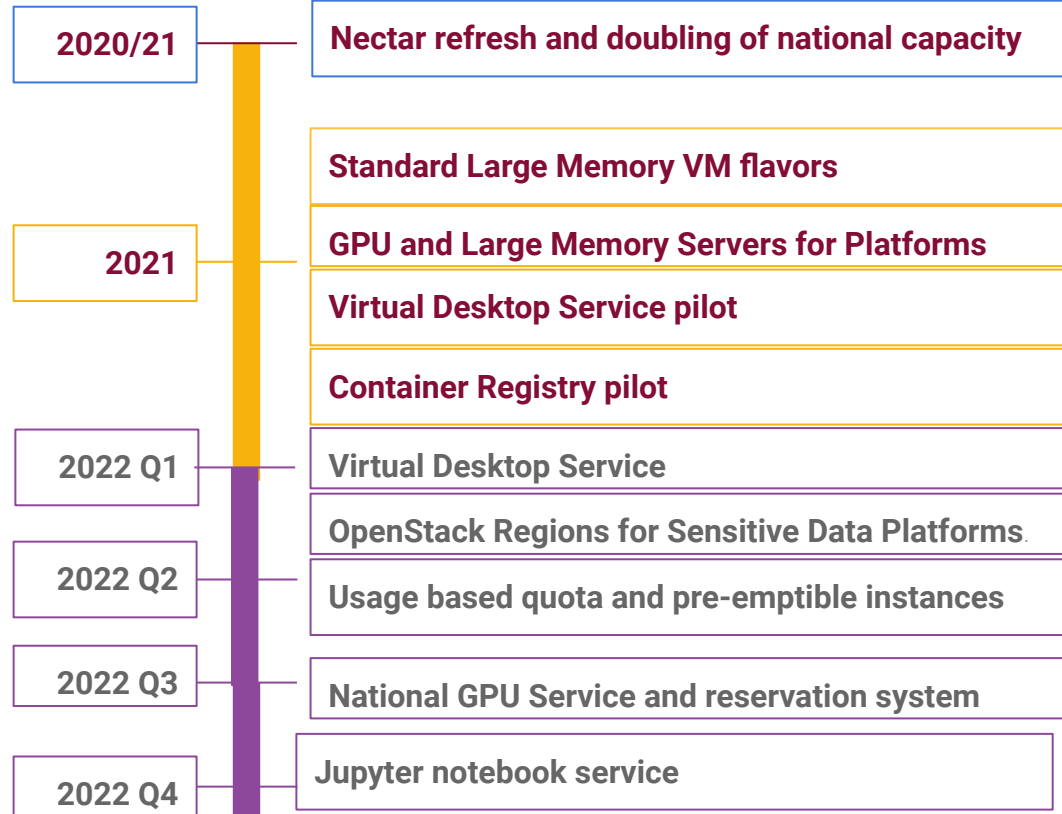 2020/21
Nectar refresh and doubling of national capacity
Standard Large Memory VM flavors
2021
GPU and Large Memory Servers for Platforms
Virtual Desktop Service pilot
Container Registry pilot
2022 Q1
Virtual Desktop Service
OpenStack Regions for Sensitive Data Platforms.
2022 Q2
Usage based quota and pre-emptible instances
2022 Q3
National GPU Service and reservation system
2022 Q4
Jupyter notebook service